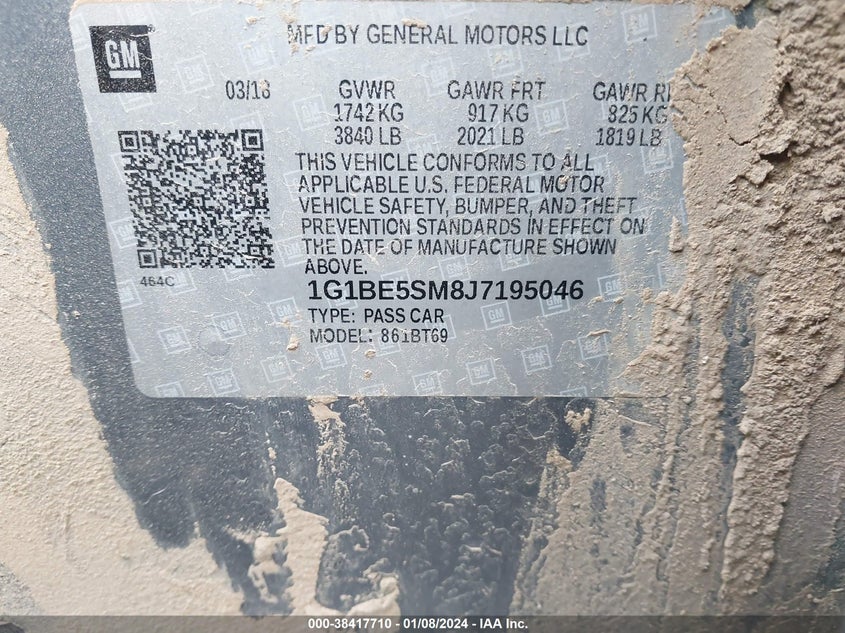 GM
MFD BY GENERAL MOTORS LLC
03/18 GVWR GAWR FRT GAWR
1742 KG 917 KG 825 KG
3840 LB 2021 LB 1819 LB
THIS VEHICLE CONFORMS TO ALL
APPLICABLE U.S. FEDERAL MOTOR
VEHICLE SAFETY, BUMPER, AND THEFT
PREVENTION STANDARDS IN EFFECT ON
THE DATE OF MANUFACTURE SHOWN
ABOVE.
464C
1G1BE5SM8J7195046
TYPE: PASS CAR
MODEL: 861BT69
000-38417710 - 01/08/2024 - IAA Inc.